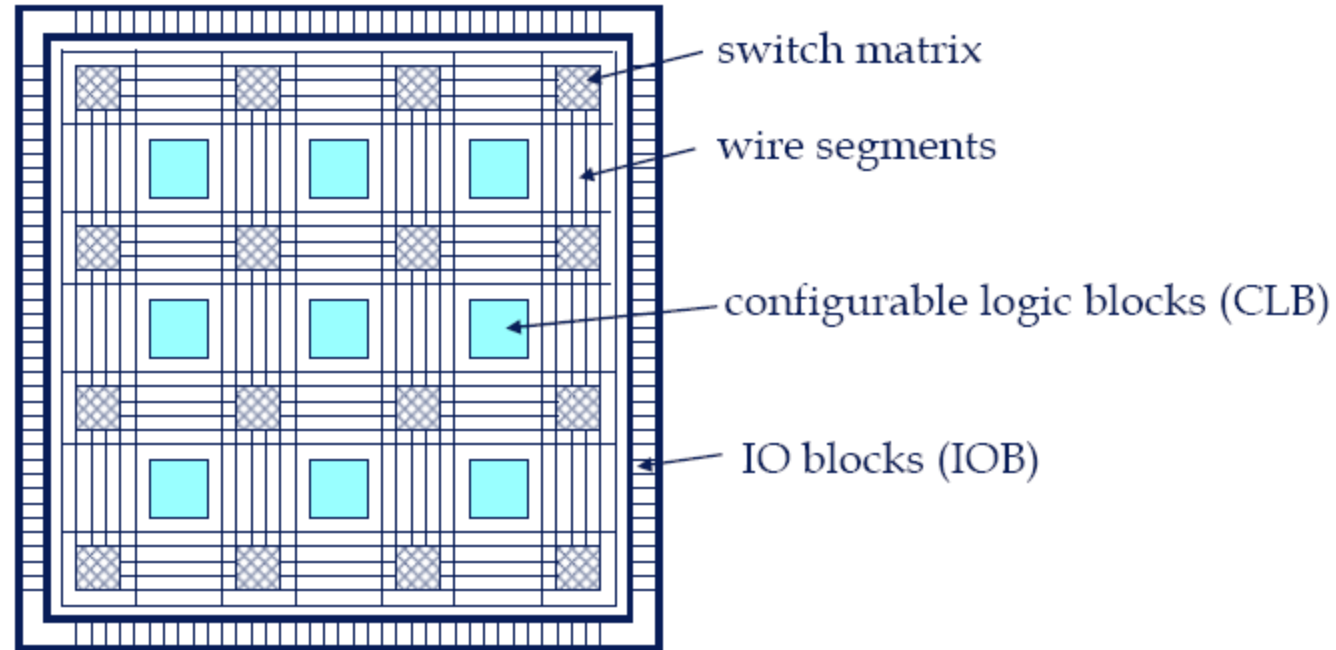 switch matrix
wire segments
configurable logic blocks (CLB)
IO blocks (IOB)